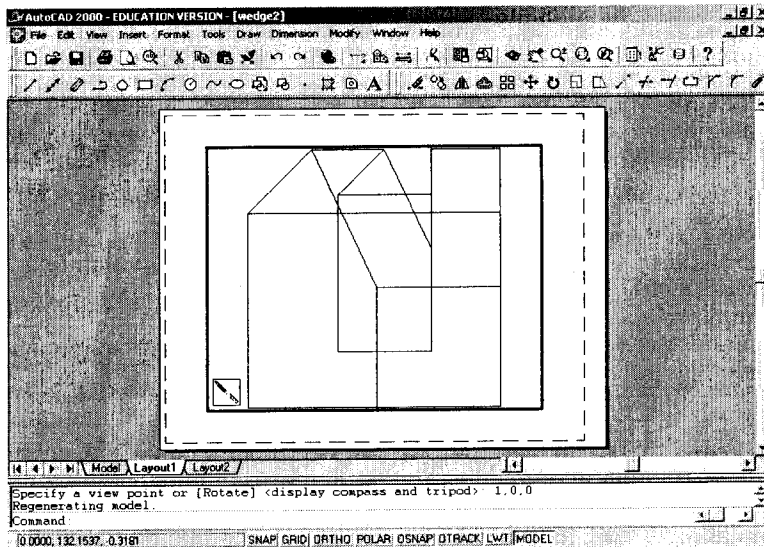 AutoCAD 2000 - EDUCATION VERSION - [wedge2]
File Edit View Insert Format Tools Draw Dimension Modify Window Help
Model Layout1 Layout2
Specify a view point or [Rotate] <display compass and tripod>: 1,0,0
Regenerating model.
Command:
0.0000, 132.1537, -0.3181 SNAP GRID ORTHO POLAR OSNAP OTRACK LWT MODEL